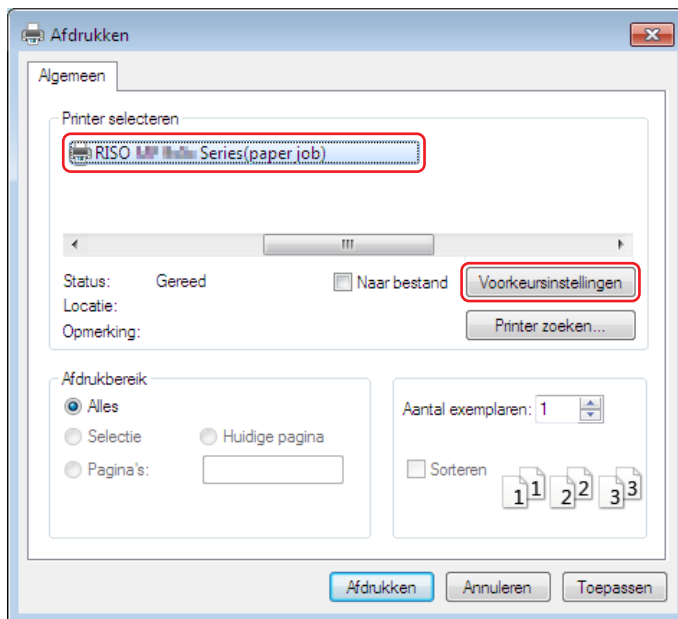 Afdrukken
Algemeen
Printer selecteren
RISO Series(paper job)
Status: Gereed
Naar bestand
Voorkeursinstellingen
Locatie:
Opmerking:
Printer zoeken...
Afdrukbereik
Alles
Selectie
Huidige pagina
Pagina's:
Aantal exemplaren: 1
Sorteren
1 1 2 2 3 3
Afdrukken
Annuleren
Toepassen